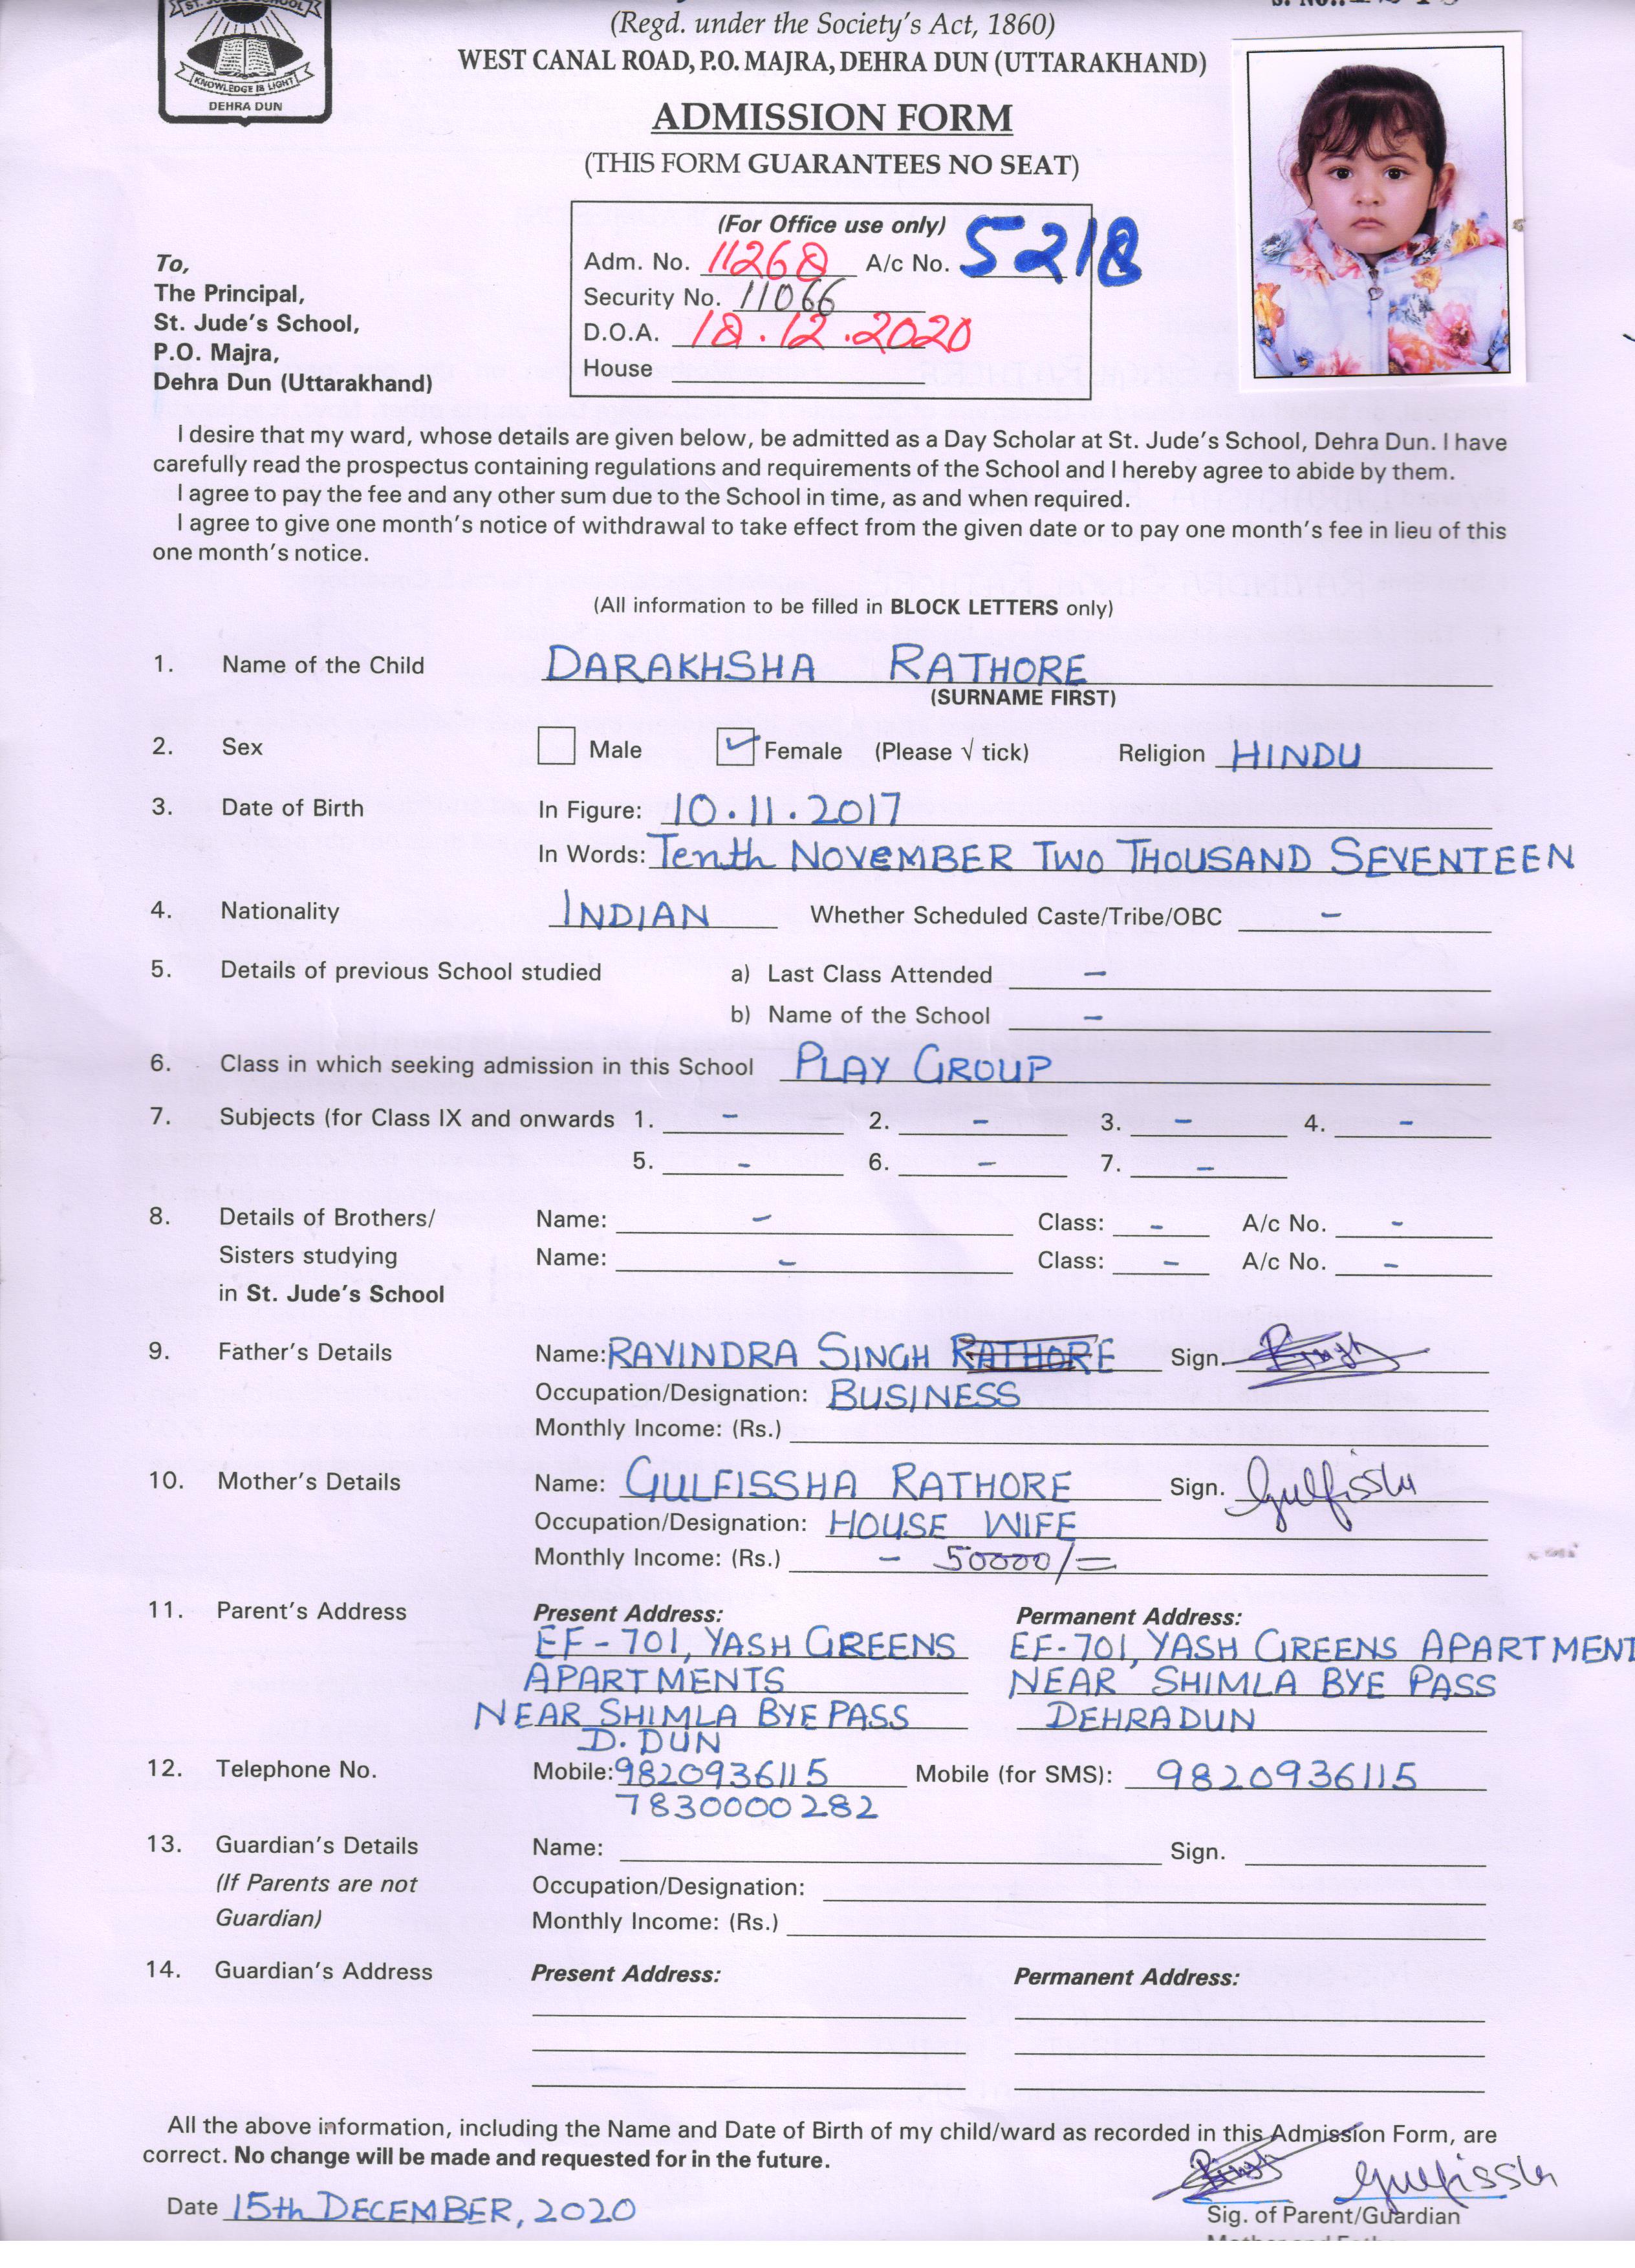 ST. JUDE'S SCHOOL
KNOWLEDGE IS LIGHT
DEHRA DUN
(Regd. under the Society's Act, 1860)
WEST CANAL ROAD, P.O. MAJRA, DEHRA DUN (UTTARAKHAND)
ADMISSION FORM
(THIS FORM GUARANTEES NO SEAT)
(For Office use only)
Adm. No. 11268 A/c No. 5218
Security No. 11066
D.O.A. 18.12.2020
House
To,
The Principal,
St. Jude's School,
P.O. Majra,
Dehra Dun (Uttarakhand)
I desire that my ward, whose details are given below, be admitted as a Day Scholar at St. Jude's School, Dehra Dun. I have
carefully read the prospectus containing regulations and requirements of the School and I hereby agree to abide by them.
I agree to pay the fee and any other sum due to the School in time, as and when required.
I agree to give one month's notice of withdrawal to take effect from the given date or to pay one month's fee in lieu of this
one month's notice.
(All information to be filled in BLOCK LETTERS only)
1. Name of the Child DARAKHSHA RATHORE
(SURNAME FIRST)
2. Sex Male ✓ Female (Please √ tick) Religion HINDU
3. Date of Birth In Figure: 10.11.2017
In Words: Tenth NOVEMBER TWO THOUSAND SEVENTEEN
4. Nationality INDIAN Whether Scheduled Caste/Tribe/OBC -
5. Details of previous School studied a) Last Class Attended -
b) Name of the School -
6. Class in which seeking admission in this School PLAY GROUP
7. Subjects (for Class IX and onwards 1. - 2. - 3. - 4. -
5. - 6. - 7. -
8. Details of Brothers/ Name: - Class: - A/c No. -
Sisters studying Name: - Class: - A/c No. -
in St. Jude's School
9. Father's Details Name: RAVINDRA SINGH RATHORE Sign. Singh
Occupation/Designation: BUSINESS
Monthly Income: (Rs.)
10. Mother's Details Name: GULFISSHA RATHORE Sign. Gulfissha
Occupation/Designation: HOUSE WIFE
Monthly Income: (Rs.) - 50000/=
11. Parent's Address Present Address: Permanent Address:
EF-701, YASH GREENS EF-701, YASH GREENS APARTMENT
APARTMENTS NEAR SHIMLA BYE PASS
NEAR SHIMLA BYE PASS DEHRADUN
D. DUN
12. Telephone No. Mobile: 9820936115 Mobile (for SMS): 9820936115
7830000282
13. Guardian's Details Name: Sign.
(If Parents are not Occupation/Designation:
Guardian) Monthly Income: (Rs.)
14. Guardian's Address Present Address: Permanent Address:
All the above information, including the Name and Date of Birth of my child/ward as recorded in this Admission Form, are
correct. No change will be made and requested for in the future.
Singh Gulfissha
Date 15th DECEMBER, 2020 Sig. of Parent/Guardian